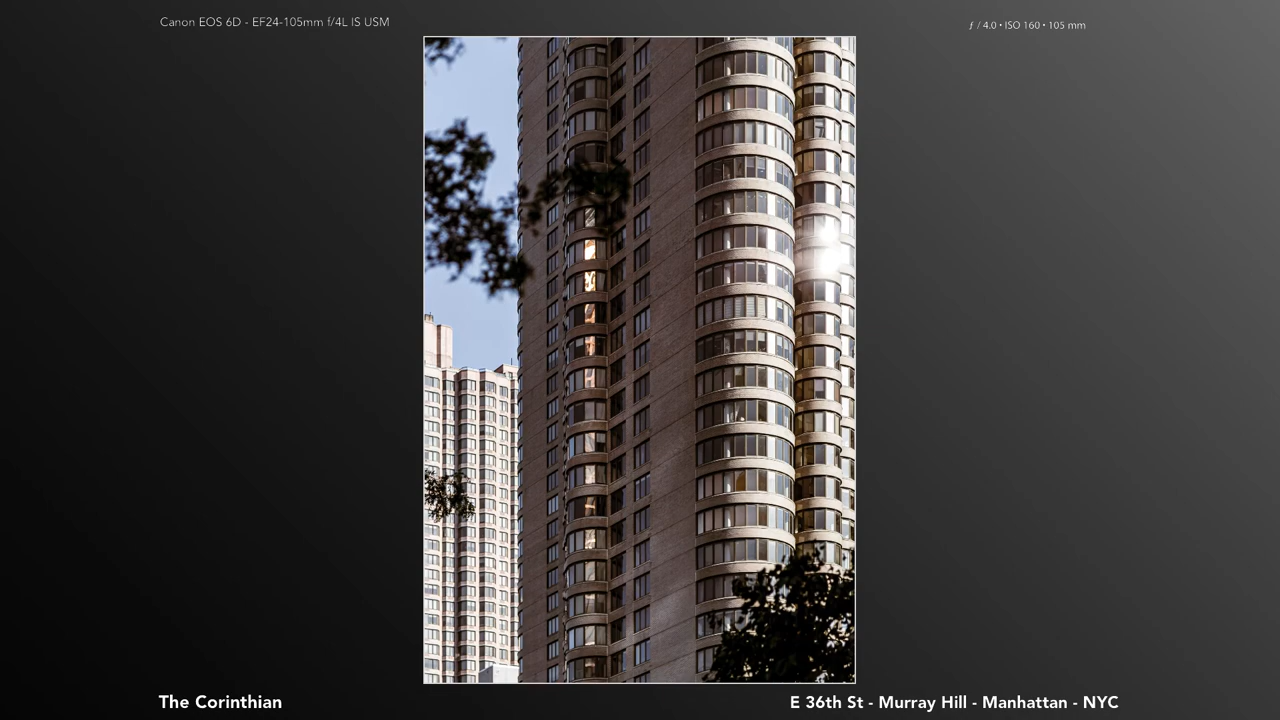 Canon EOS 6D - EF24-105mm f/4L IS USM
ƒ / 4.0 • ISO 160 • 105 mm
The Corinthian
E 36th St - Murray Hill - Manhattan - NYC